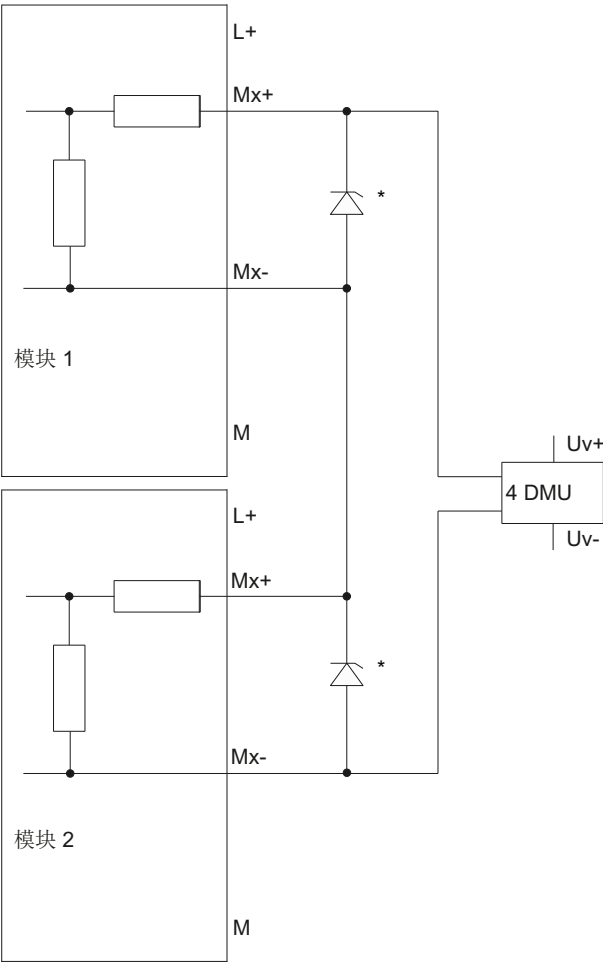 L+
Mx+
*
Mx-
模块 1
M
Uv+
4 DMU
Uv-
L+
Mx+
*
Mx-
模块 2
M